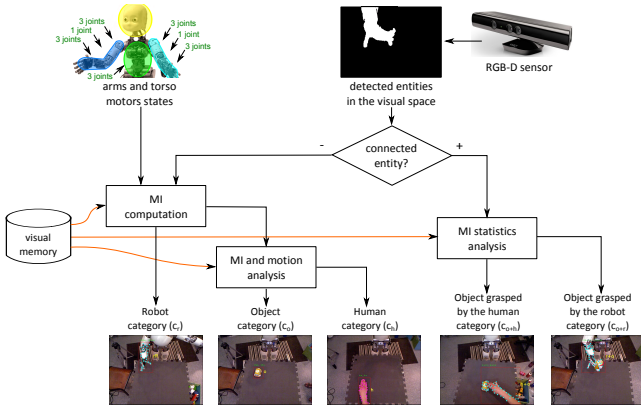 3 joints
1 joint
3 joints
3 joints
1 joint
3 joints
3 joints
arms and torso
motors states
detected entities
in the visual space
RGB-D sensor
-
connected
entity?
+
MI
computation
visual
memory
MI statistics
analysis
MI and motion
analysis
Robot
category (cr)
Object
category (co)
Human
category (ch)
Object grasped
by the human
category (co+h)
Object grasped
by the robot
category (co+r)